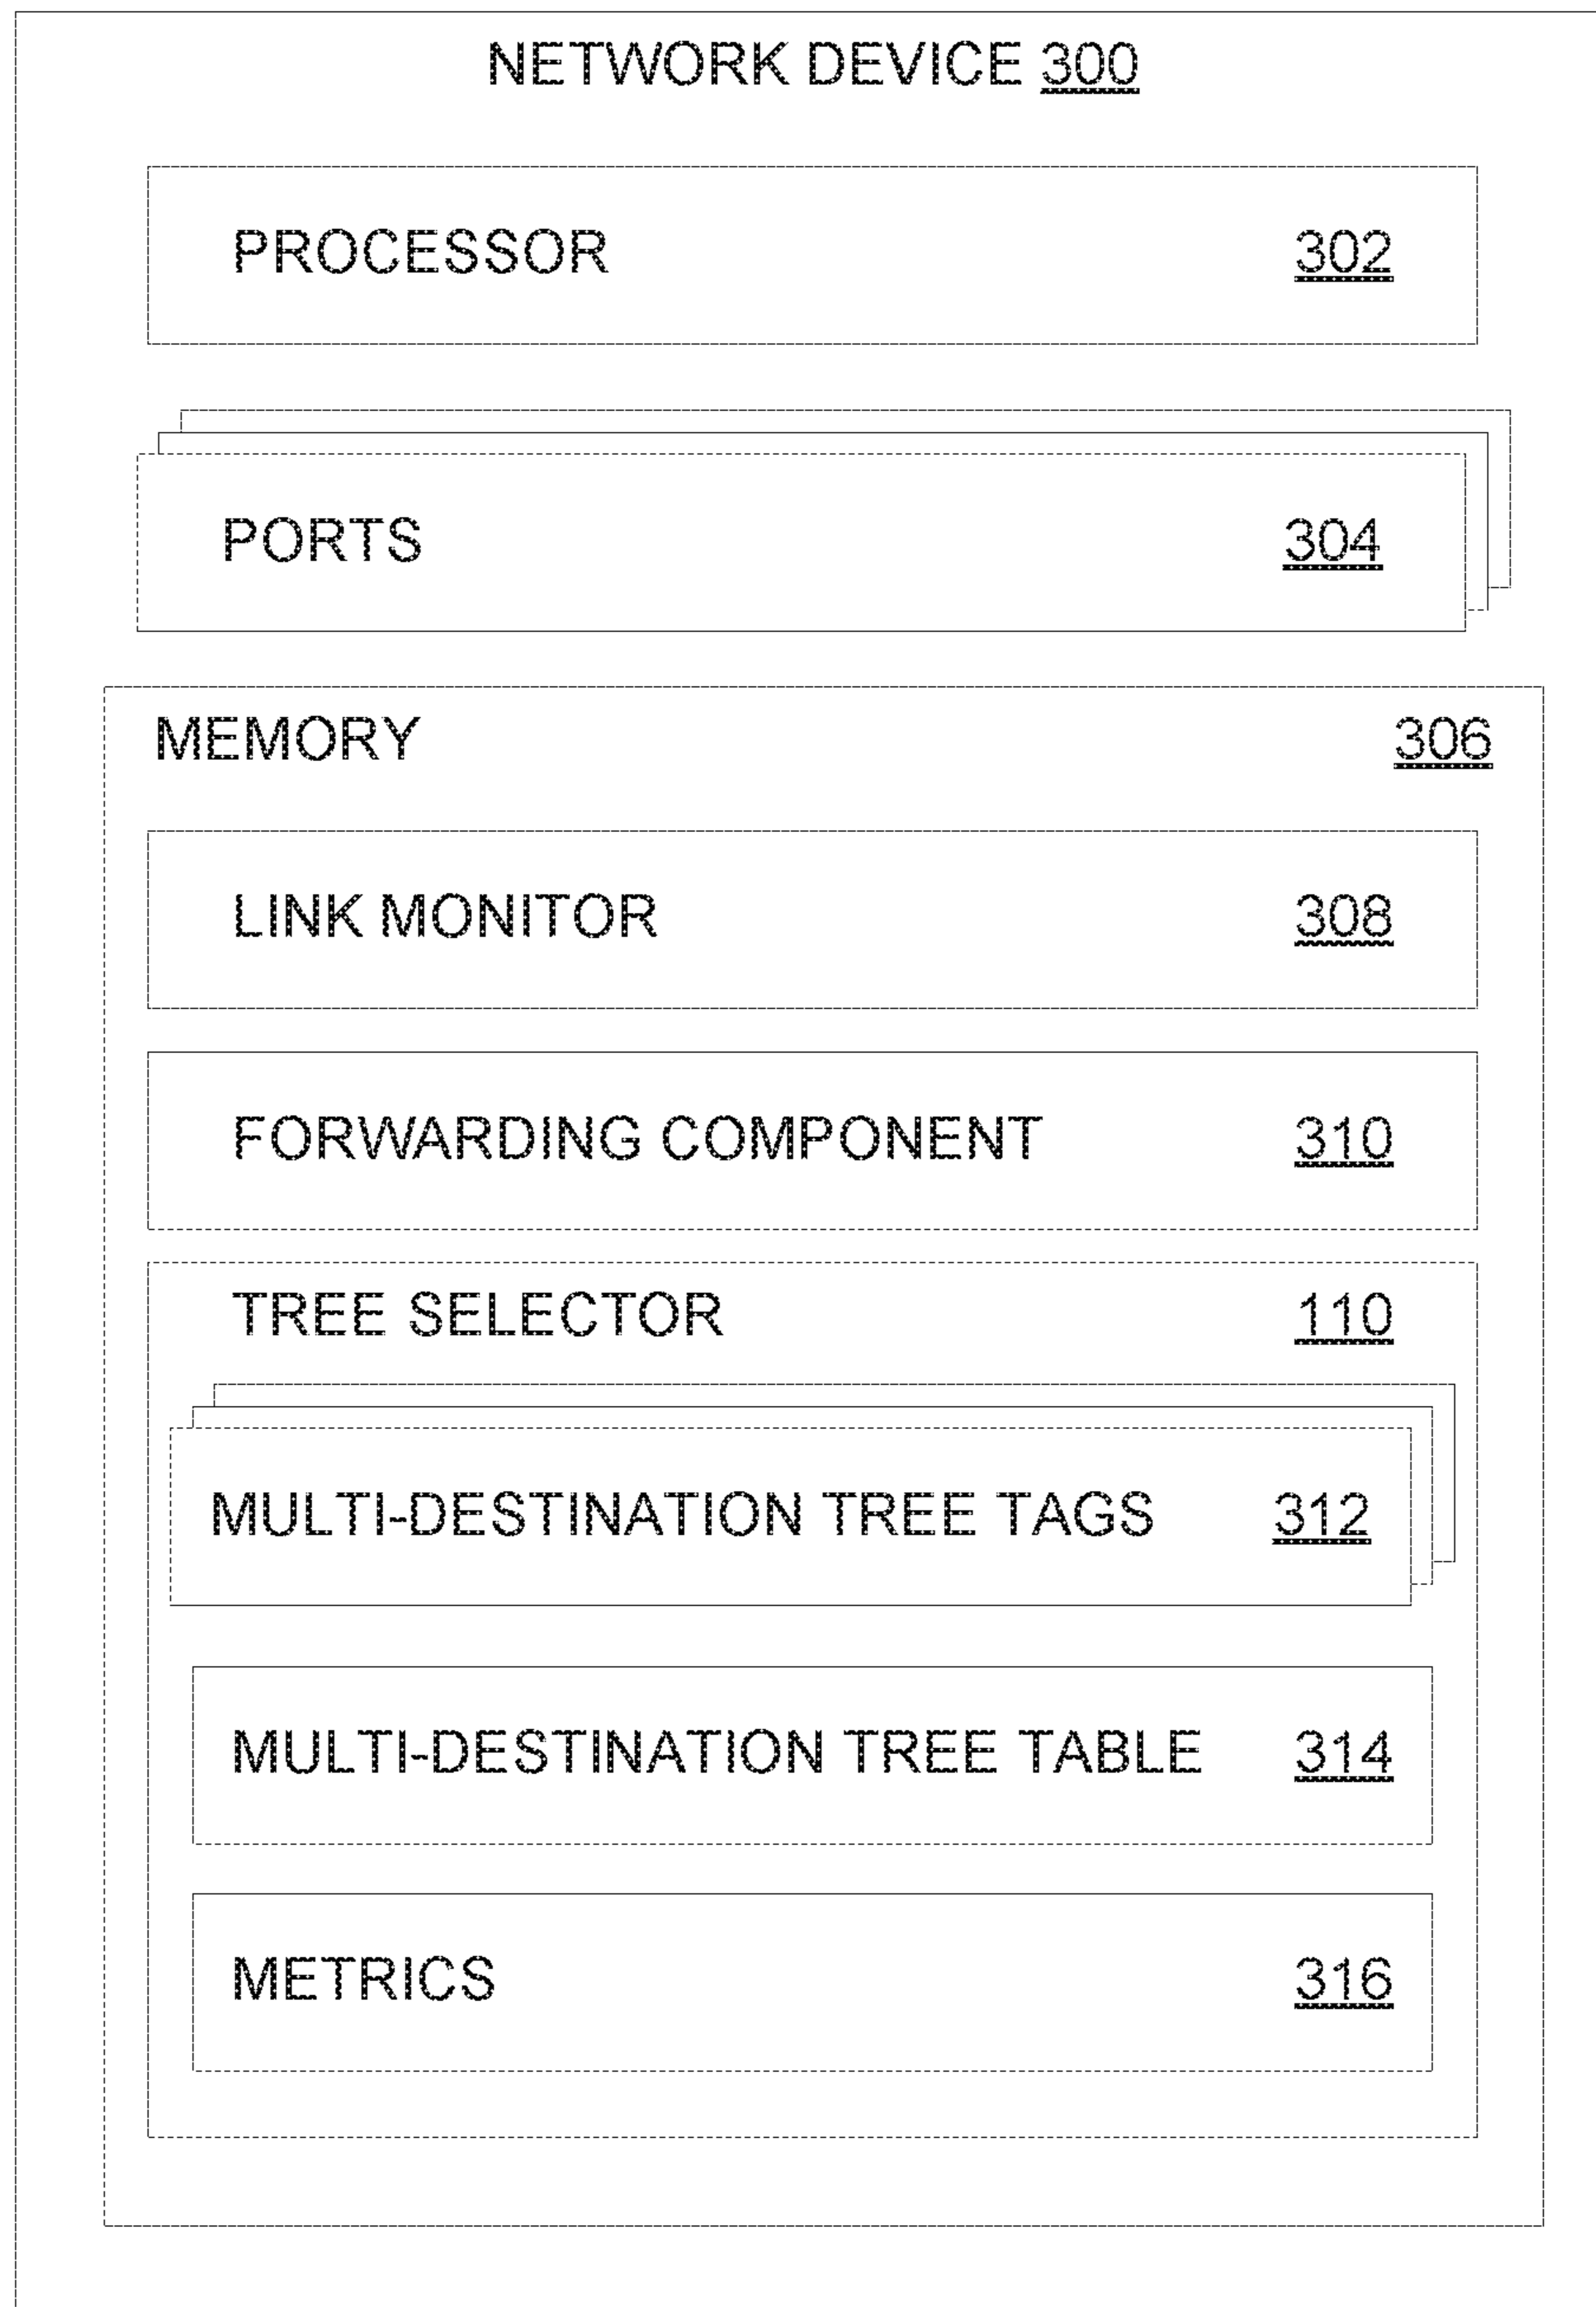 NETWORK DEVICE 300
PROCESSOR 302
PORTS 304
MEMORY 306
LINK MONITOR 308
FORWARDING COMPONENT 310
TREE SELECTOR 110
MULTI-DESTINATION TREE TAGS 312
MULTI-DESTINATION TREE TABLE 314
METRICS 316